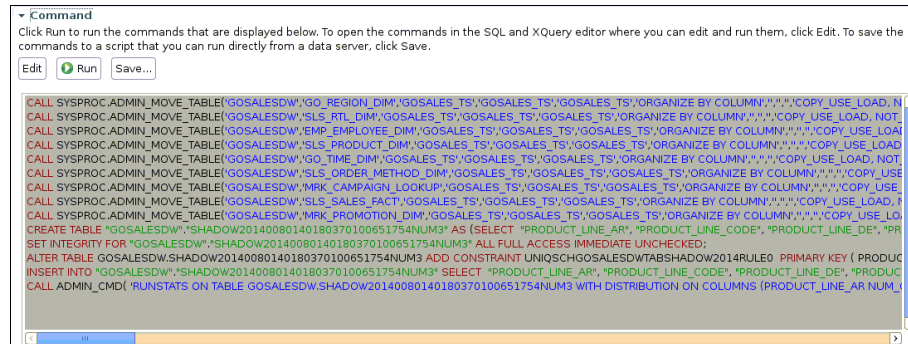 Command
Click Run to run the commands that are displayed below. To open the commands in the SQL and XQuery editor where you can edit and run them, click Edit. To save the
commands to a script that you can run directly from a data server, click Save.
Edit Run Save...
CALL SYSPROC.ADMIN_MOVE_TABLE('GOSALESDW','GO_REGION_DIM','GOSALES_TS','GOSALES_TS','GOSALES_TS','ORGANIZE BY COLUMN','','','','COPY_USE_LOAD, N
CALL SYSPROC.ADMIN_MOVE_TABLE('GOSALESDW','SLS_RTL_DIM','GOSALES_TS','GOSALES_TS','GOSALES_TS','ORGANIZE BY COLUMN','','','','COPY_USE_LOAD, NOT_
CALL SYSPROC.ADMIN_MOVE_TABLE('GOSALESDW','EMP_EMPLOYEE_DIM','GOSALES_TS','GOSALES_TS','GOSALES_TS','ORGANIZE BY COLUMN','','','','COPY_USE_LOAD
CALL SYSPROC.ADMIN_MOVE_TABLE('GOSALESDW','SLS_PRODUCT_DIM','GOSALES_TS','GOSALES_TS','GOSALES_TS','ORGANIZE BY COLUMN','','','','COPY_USE_LOAD
CALL SYSPROC.ADMIN_MOVE_TABLE('GOSALESDW','GO_TIME_DIM','GOSALES_TS','GOSALES_TS','GOSALES_TS','ORGANIZE BY COLUMN','','','','COPY_USE_LOAD, NOT
CALL SYSPROC.ADMIN_MOVE_TABLE('GOSALESDW','SLS_ORDER_METHOD_DIM','GOSALES_TS','GOSALES_TS','GOSALES_TS','ORGANIZE BY COLUMN','','','','COPY_USE
CALL SYSPROC.ADMIN_MOVE_TABLE('GOSALESDW','MRK_CAMPAIGN_LOOKUP','GOSALES_TS','GOSALES_TS','GOSALES_TS','ORGANIZE BY COLUMN','','','','COPY_USE_
CALL SYSPROC.ADMIN_MOVE_TABLE('GOSALESDW','SLS_SALES_FACT','GOSALES_TS','GOSALES_TS','GOSALES_TS','ORGANIZE BY COLUMN','','','','COPY_USE_LOAD, N
CALL SYSPROC.ADMIN_MOVE_TABLE('GOSALESDW','MRK_PROMOTION_DIM','GOSALES_TS','GOSALES_TS','GOSALES_TS','ORGANIZE BY COLUMN','','','','COPY_USE_LO
CREATE TABLE "GOSALESDW"."SHADOW20140080140180370100651754NUM3" AS (SELECT "PRODUCT_LINE_AR", "PRODUCT_LINE_CODE", "PRODUCT_LINE_DE", "PR
SET INTEGRITY FOR "GOSALESDW"."SHADOW20140080140180370100651754NUM3" ALL FULL ACCESS IMMEDIATE UNCHECKED;
ALTER TABLE GOSALESDW.SHADOW20140080140180370100651754NUM3 ADD CONSTRAINT UNIQSCHGOSALESDWTABSHADOW2014RULE0 PRIMARY KEY ( PRODUC
INSERT INTO "GOSALESDW"."SHADOW20140080140180370100651754NUM3" SELECT "PRODUCT_LINE_AR", "PRODUCT_LINE_CODE", "PRODUCT_LINE_DE", "PRODUCT
CALL ADMIN_CMD( 'RUNSTATS ON TABLE GOSALESDW.SHADOW20140080140180370100651754NUM3 WITH DISTRIBUTION ON COLUMNS (PRODUCT_LINE_AR NUM_